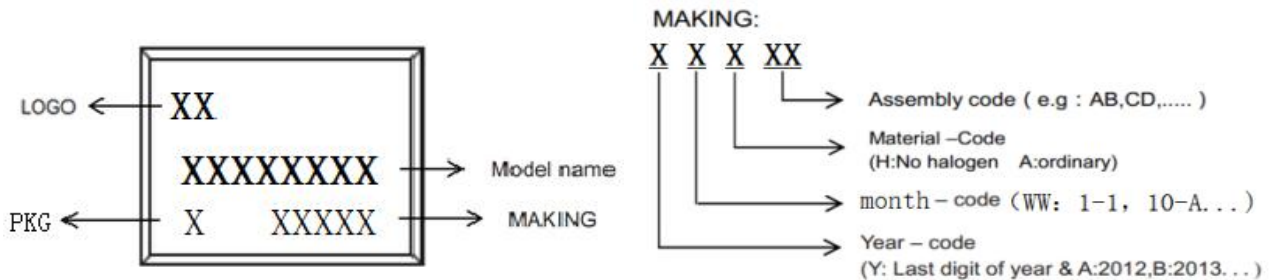 LOGO
XX
XXXXXXXX
Model name
PKG
X XXXXX
MAKING
MAKING:
X X X XX
Assembly code ( e.g : AB,CD,..... )
Material –Code
(H:No halogen A:ordinary)
month – code (WW: 1-1, 10-A...)
Year – code
(Y: Last digit of year & A:2012,B:2013. . . )